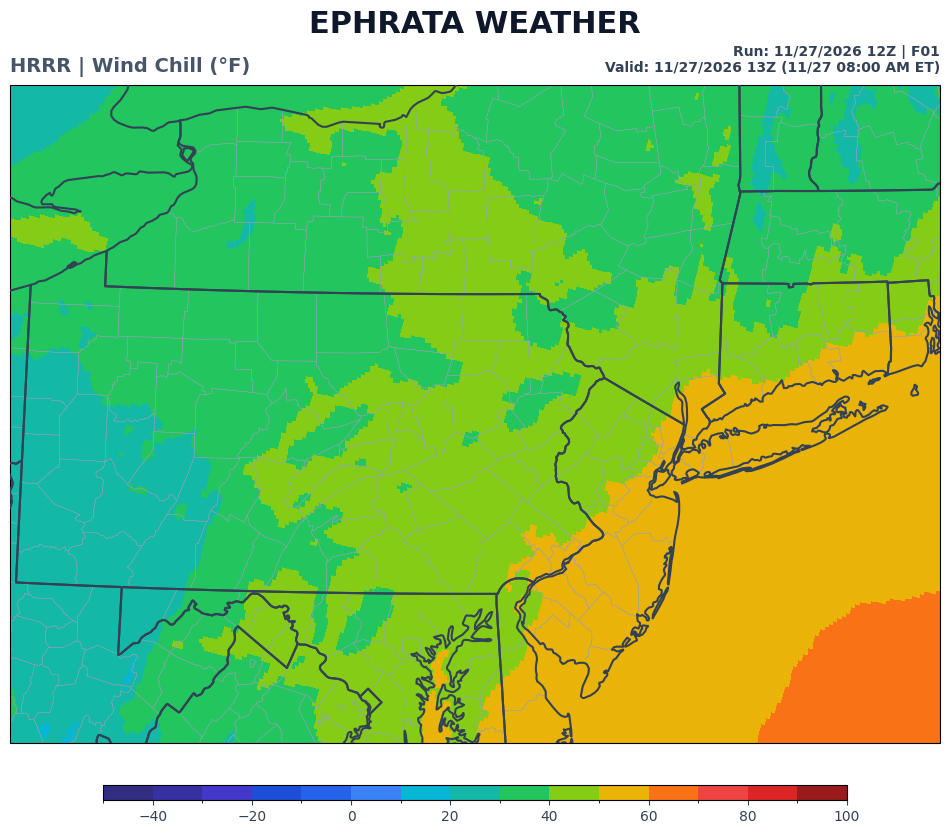 EPHRATA WEATHER
HRRR | Wind Chill (°F)
Run: 11/27/2026 12Z | F01
Valid: 11/27/2026 13Z (11/27 08:00 AM ET)
−40 −20 0 20 40 60 80 100